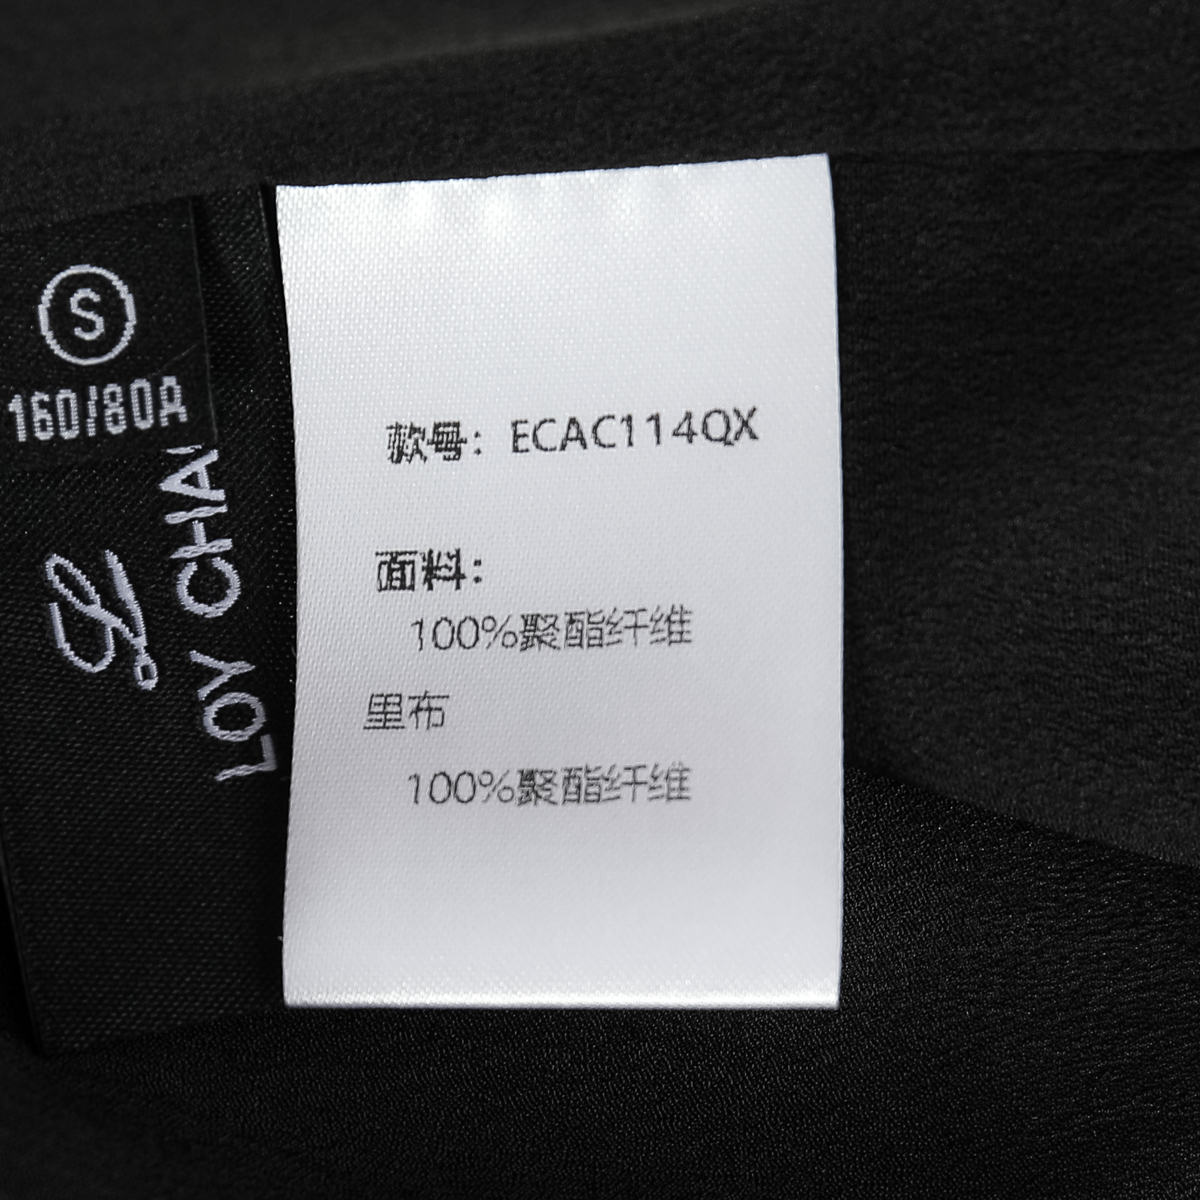 S
160/80A
LOY CHA
款号：ECAC114QX
面料：
100%聚酯纤维
里布
100%聚酯纤维